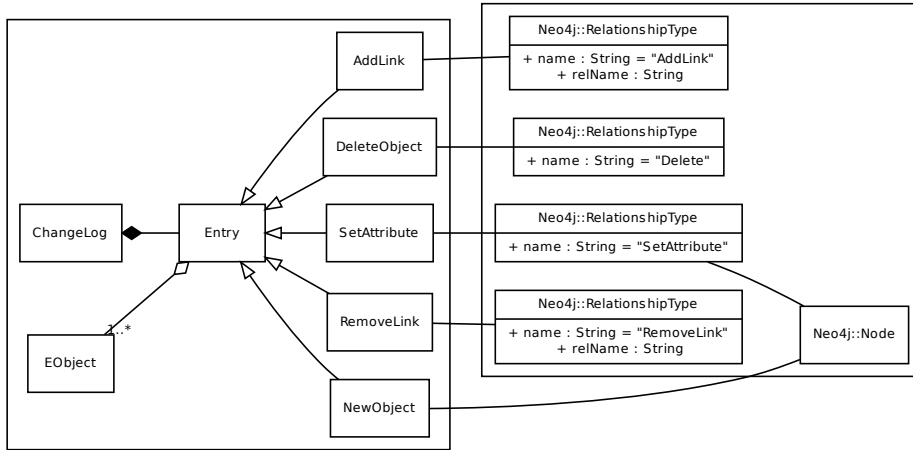 Neo4j::RelationshipType
+ name : String = "AddLink"
+ relName : String
AddLink
DeleteObject
Neo4j::RelationshipType
+ name : String = "Delete"
ChangeLog
Entry
SetAttribute
Neo4j::RelationshipType
+ name : String = "SetAttribute"
1..*
EObject
RemoveLink
Neo4j::RelationshipType
+ name : String = "RemoveLink"
+ relName : String
Neo4j::Node
NewObject